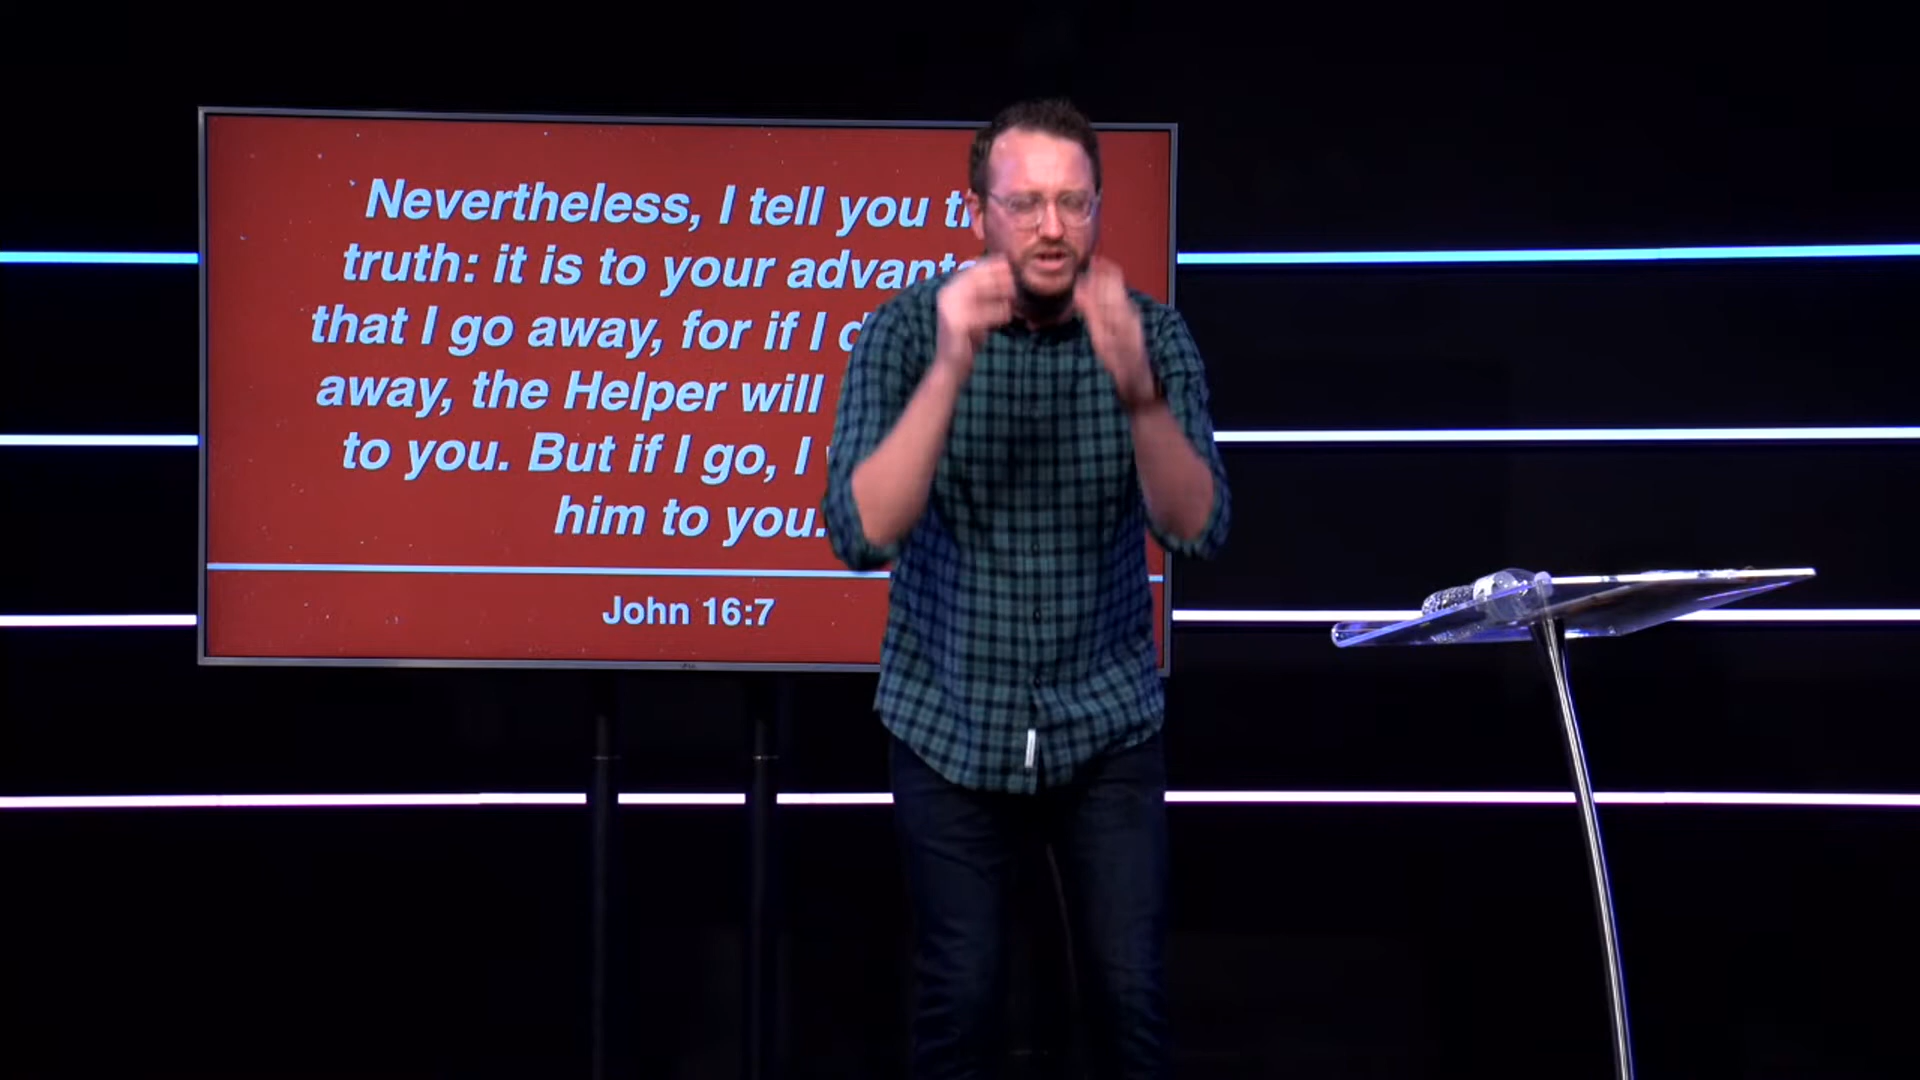 Nevertheless, I tell you
truth: it is to your
that I go away, for if I
away, the Helper will
to you. But if I go, I
him to you.
John 16:7